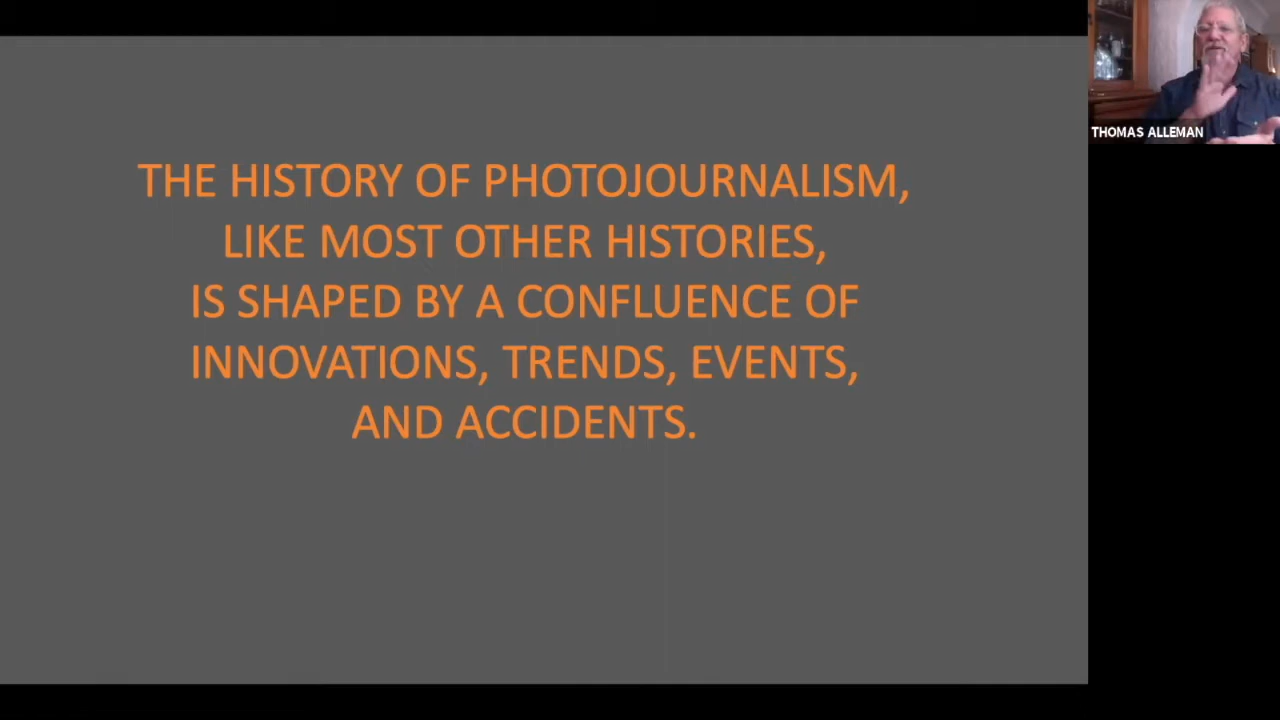 THE HISTORY OF PHOTOJOURNALISM,
LIKE MOST OTHER HISTORIES,
IS SHAPED BY A CONFLUENCE OF
INNOVATIONS, TRENDS, EVENTS,
AND ACCIDENTS.
THOMAS ALLEMAN